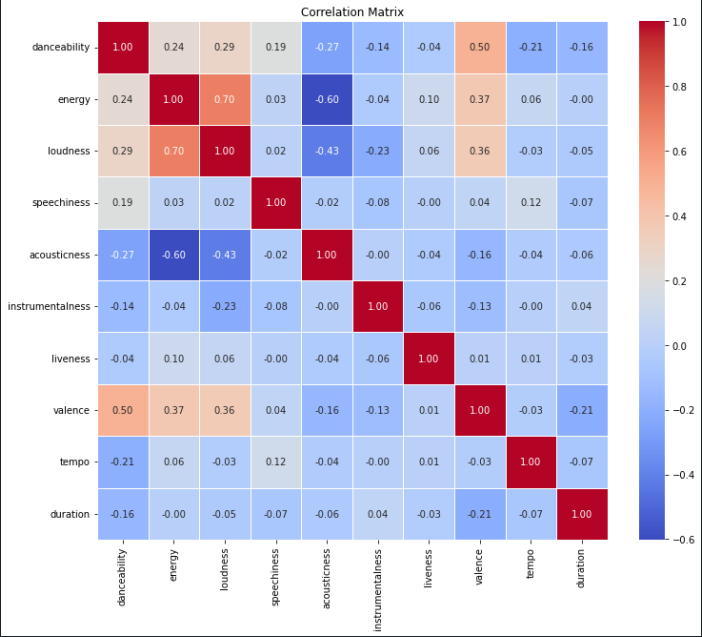 Correlation Matrix
danceability 1.00 0.24 0.29 0.19 -0.27 -0.14 -0.04 0.50 -0.21 -0.16
energy 0.24 1.00 0.70 0.03 -0.60 -0.04 0.10 0.37 0.06 -0.00
loudness 0.29 0.70 1.00 0.02 -0.43 -0.23 0.06 0.36 -0.03 -0.05
speechiness 0.19 0.03 0.02 1.00 -0.02 -0.08 -0.00 0.04 0.12 -0.07
acousticness -0.27 -0.60 -0.43 -0.02 1.00 -0.00 -0.04 -0.16 -0.04 -0.06
instrumentalness -0.14 -0.04 -0.23 -0.08 -0.00 1.00 -0.06 -0.13 -0.00 0.04
liveness -0.04 0.10 0.06 -0.00 -0.04 -0.06 1.00 0.01 0.01 -0.03
valence 0.50 0.37 0.36 0.04 -0.16 -0.13 0.01 1.00 -0.03 -0.21
tempo -0.21 0.06 -0.03 0.12 -0.04 -0.00 0.01 -0.03 1.00 -0.07
duration -0.16 -0.00 -0.05 -0.07 -0.06 0.04 -0.03 -0.21 -0.07 1.00
danceability
energy
loudness
speechiness
acousticness
instrumentalness
liveness
valence
tempo
duration
1.0
0.8
0.6
0.4
0.2
0.0
−0.2
−0.4
−0.6